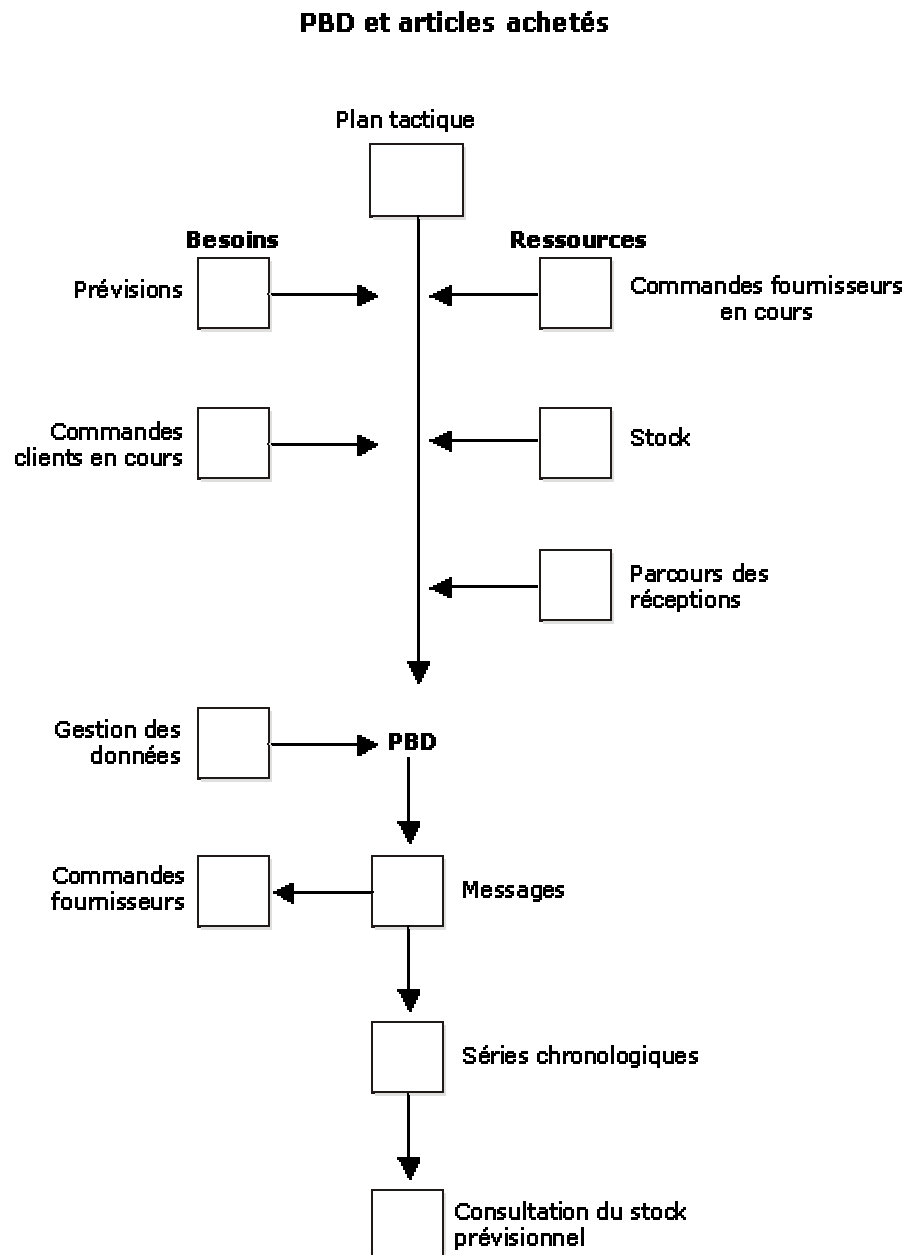 PBD et articles achetés
Plan tactique
Besoins
Ressources
Prévisions
Commandes fournisseurs
en cours
Commandes
clients en cours
Stock
Parcours des
réceptions
Gestion des
données
PBD
Commandes
fournisseurs
Messages
Séries chronologiques
Consultation du stock
prévisionnel